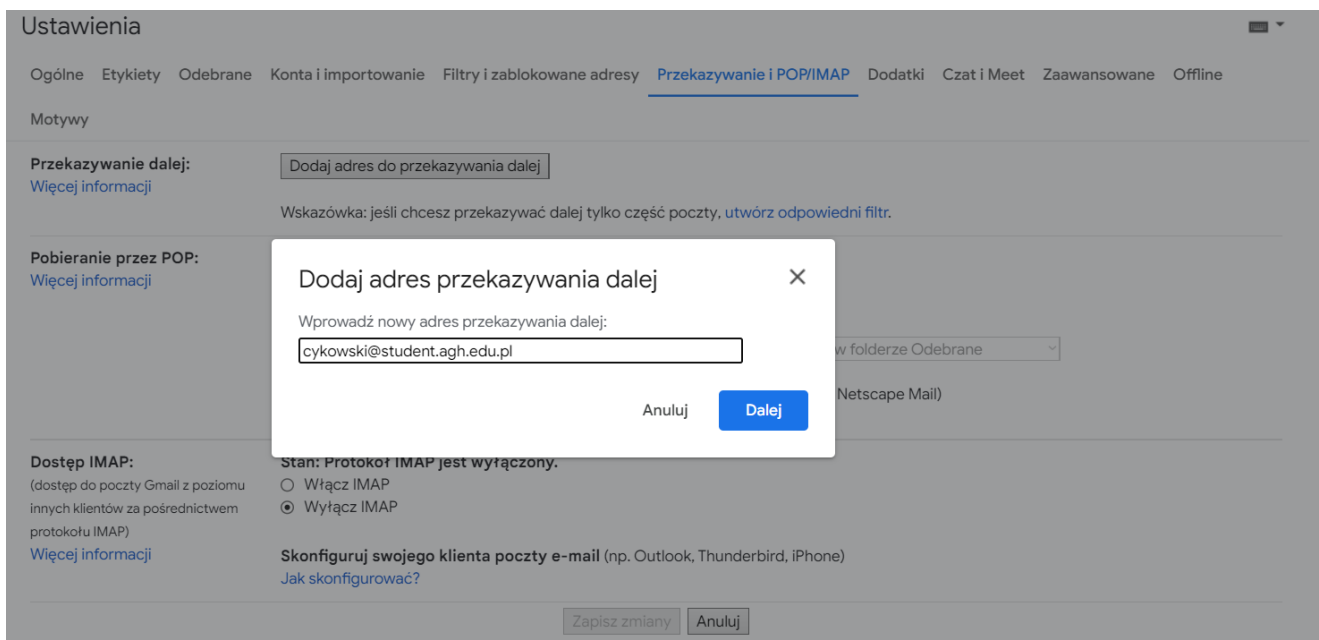 Ustawienia
Ogólne Etykiety Odebrane Konta i importowanie Filtry i zablokowane adresy Przekazywanie i POP/IMAP Dodatki Czat i Meet Zaawansowane Offline
Motywy
Przekazywanie dalej:
Dodaj adres do przekazywania dalej
Więcej informacji
Wskazówka: jeśli chcesz przekazywać dalej tylko część poczty, utwórz odpowiedni filtr.
Pobieranie przez POP:
Więcej informacji
Dodaj adres przekazywania dalej
Wprowadź nowy adres przekazywania dalej:
cykowski@student.agh.edu.pl
w folderze Odebrane
Netscape Mail)
Anuluj Dalej
Dostęp IMAP:
(dostęp do poczty Gmail z poziomu
innych klientów za pośrednictwem
protokołu IMAP)
Więcej informacji
Stan: Protokół IMAP jest wyłączony.
Włącz IMAP
Wyłącz IMAP
Skonfiguruj swojego klienta poczty e-mail (np. Outlook, Thunderbird, iPhone)
Jak skonfigurować?
Zapisz zmiany Anuluj